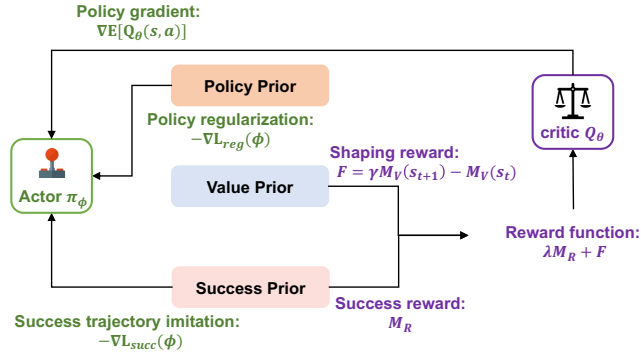 Policy gradient:
∇E[Q_θ(s, a)]
Policy Prior
Policy regularization:
−∇L_reg(ϕ)
critic Q_θ
Shaping reward:
F = γM_V(s_{t+1}) − M_V(s_t)
Actor π_ϕ
Value Prior
Reward function:
λM_R + F
Success Prior
Success reward:
M_R
Success trajectory imitation:
−∇L_succ(ϕ)